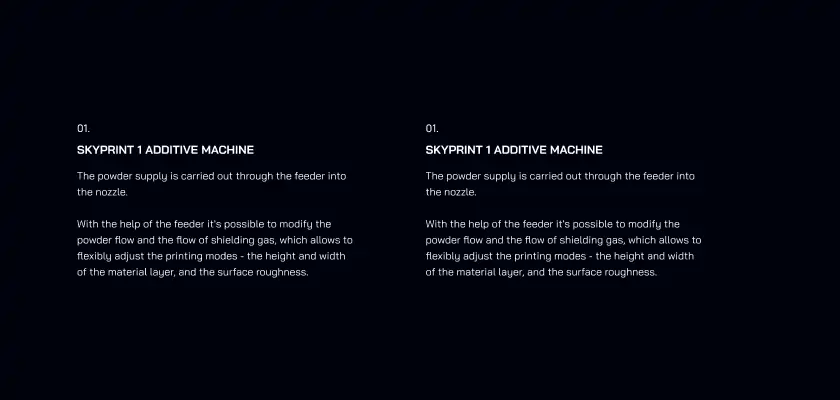 01.
SKYPRINT 1 ADDITIVE MACHINE
The powder supply is carried out through the feeder into
the nozzle.
With the help of the feeder it's possible to modify the
powder flow and the flow of shielding gas, which allows to
flexibly adjust the printing modes - the height and width
of the material layer, and the surface roughness.
01.
SKYPRINT 1 ADDITIVE MACHINE
The powder supply is carried out through the feeder into
the nozzle.
With the help of the feeder it's possible to modify the
powder flow and the flow of shielding gas, which allows to
flexibly adjust the printing modes - the height and width
of the material layer, and the surface roughness.